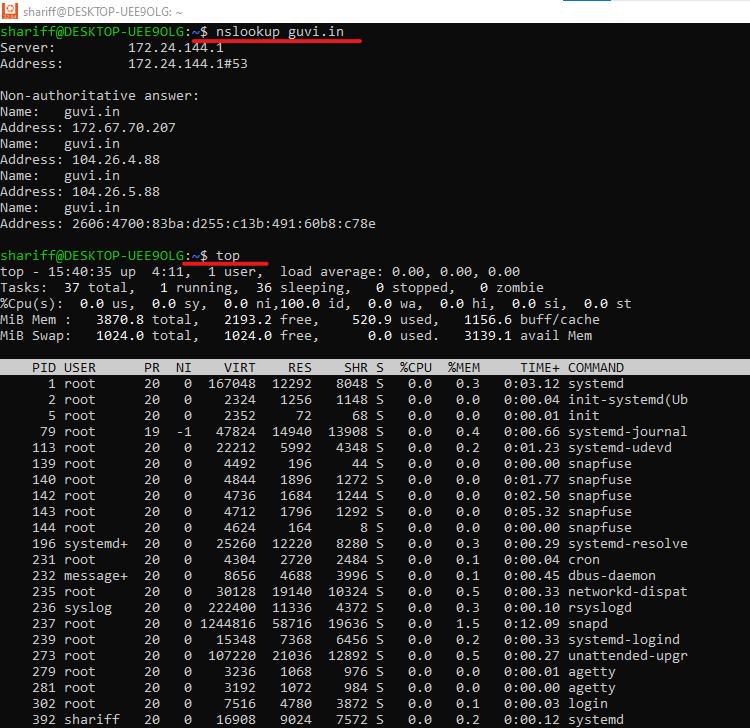 shariff@DESKTOP-UEE9OLG: ~
shariff@DESKTOP-UEE9OLG:~$ nslookup guvi.in
Server:         172.24.144.1
Address:        172.24.144.1#53
Non-authoritative answer:
Name:   guvi.in
Address: 172.67.70.207
Name:   guvi.in
Address: 104.26.4.88
Name:   guvi.in
Address: 104.26.5.88
Name:   guvi.in
Address: 2606:4700:83ba:d255:c13b:491:60b8:c78e
shariff@DESKTOP-UEE9OLG:~$ top
top - 15:40:35 up  4:11,  1 user,  load average: 0.00, 0.00, 0.00
Tasks:  37 total,   1 running,  36 sleeping,   0 stopped,   0 zombie
%Cpu(s):  0.0 us,  0.0 sy,  0.0 ni,100.0 id,  0.0 wa,  0.0 hi,  0.0 si,  0.0 st
MiB Mem :   3870.8 total,   2193.2 free,    520.9 used,   1156.6 buff/cache
MiB Swap:   1024.0 total,   1024.0 free,      0.0 used.   3139.1 avail Mem
PID USER      PR  NI    VIRT    RES    SHR S  %CPU  %MEM     TIME+ COMMAND
1 root      20   0  167048  12292   8048 S   0.0   0.3   0:03.12 systemd
2 root      20   0    2324   1256   1148 S   0.0   0.0   0:00.04 init-systemd(Ub
5 root      20   0    2352     72     68 S   0.0   0.0   0:00.01 init
79 root      19  -1   47824  14940  13908 S   0.0   0.4   0:00.66 systemd-journal
113 root      20   0   22212   5992   4348 S   0.0   0.2   0:01.23 systemd-udevd
139 root      20   0    4492    196     44 S   0.0   0.0   0:00.00 snapfuse
140 root      20   0    4844   1896   1272 S   0.0   0.0   0:01.77 snapfuse
142 root      20   0    4736   1684   1244 S   0.0   0.0   0:02.50 snapfuse
143 root      20   0    4712   1796   1292 S   0.0   0.0   0:05.32 snapfuse
144 root      20   0    4624    164      8 S   0.0   0.0   0:00.00 snapfuse
196 systemd+  20   0   25260  12220   8280 S   0.0   0.3   0:00.29 systemd-resolve
231 root      20   0    4304   2720   2484 S   0.0   0.1   0:00.04 cron
232 message+  20   0    8656   4688   3996 S   0.0   0.1   0:00.45 dbus-daemon
235 root      20   0   30128  19140  10324 S   0.0   0.5   0:00.33 networkd-dispat
236 syslog    20   0  222400  11336   4372 S   0.0   0.3   0:00.10 rsyslogd
237 root      20   0 1244816  58716  19636 S   0.0   1.5   0:12.09 snapd
239 root      20   0   15348   7368   6456 S   0.0   0.2   0:00.33 systemd-logind
273 root      20   0  107220  21036  12892 S   0.0   0.5   0:00.27 unattended-upgr
279 root      20   0    3236   1068    976 S   0.0   0.0   0:00.01 agetty
281 root      20   0    3192   1072    984 S   0.0   0.0   0:00.00 agetty
302 root      20   0    7516   4780   3872 S   0.0   0.1   0:00.03 login
392 shariff   20   0   16908   9024   7572 S   0.0   0.2   0:00.12 systemd